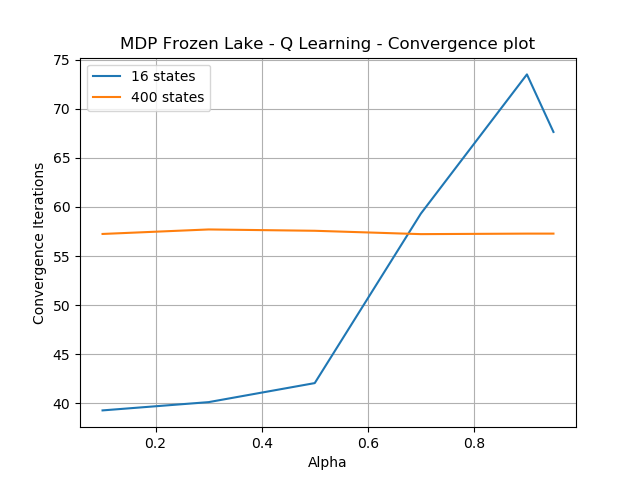 MDP Frozen Lake - Q Learning - Convergence plot
16 states
400 states
75
70
65
60
55
50
45
40
Convergence Iterations
0.2
0.4
0.6
0.8
Alpha